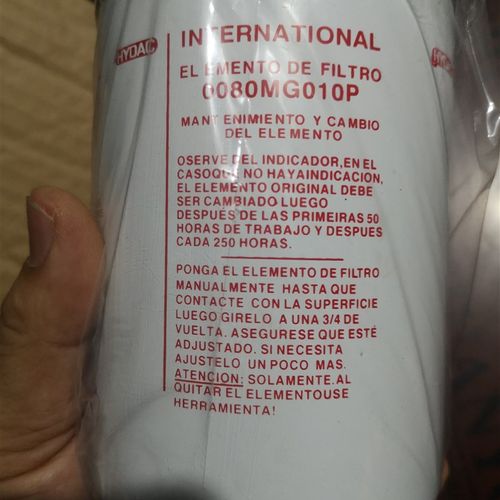 HYDAC
INTERNATIONAL
EL EMENTO DE FILTRO
0080MG010P
MANT ENIMIENTO Y CAMBIO
DEL ELEMENTO
OSERVE DEL INDICADOR, EN EL
CASOQUE NO HAYAINDICACION,
EL ELEMENTO ORIGINAL DEBE
SER CAMBIADO LUEGO
DESPUÉS DE LAS PRIMEIRAS 50
HORAS DE TRABAJO Y DESPUES
CADA 250 HORAS.
PONGA EL ELEMENTO DE FILTRO
MANUALMENTE HASTA QUE
CONTACTE CON LA SUPERFICIE
LUEGO GIRELO A UNA 3/4 DE
VUELTA. ASEGURESE QUE ESTÉ
ADJUSTADO. SI NECESITA
AJUSTELO UN POCO MAS.
ATENCION: SOLAMENTE. AL
QUITAR EL ELEMENTOUSE
HERRAMIENTA!